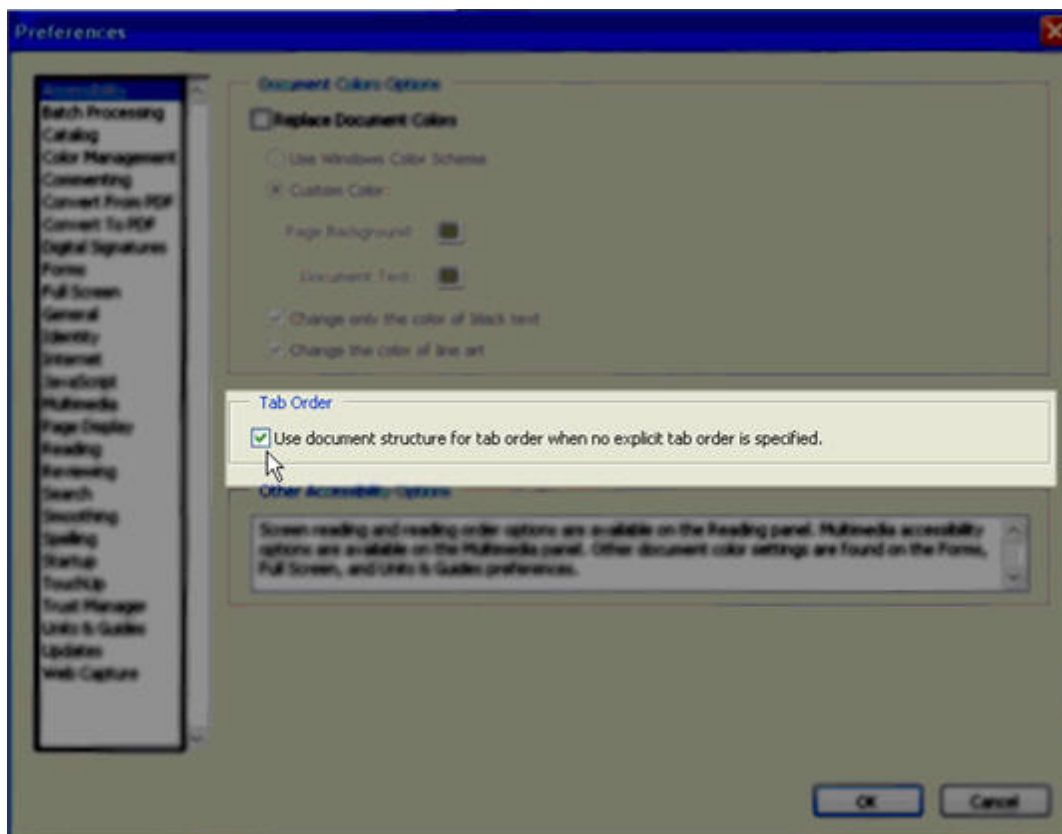 Preferences
Accessibility
Batch Processing
Catalog
Color Management
Commenting
Convert From PDF
Convert To PDF
Digital Signatures
Forms
Full Screen
General
Identity
Internet
JavaScript
Multimedia
Page Display
Reading
Reviewing
Search
Smoothing
Spelling
Startup
TouchUp
Trust Manager
Units & Guides
Updates
Web Capture
Document Colors Options
Replace Document Colors
Use Windows Color Scheme
Custom Color:
Page Background:
Document Text:
Change only the color of black text
Change the color of line art
Tab Order
Use document structure for tab order when no explicit tab order is specified.
Other Accessibility Options
Screen reading and reading order options are available on the Reading panel. Multimedia accessibility
options are available on the Multimedia panel. Other document color settings are found on the Forms,
Full Screen, and Units & Guides preferences.
OK
Cancel